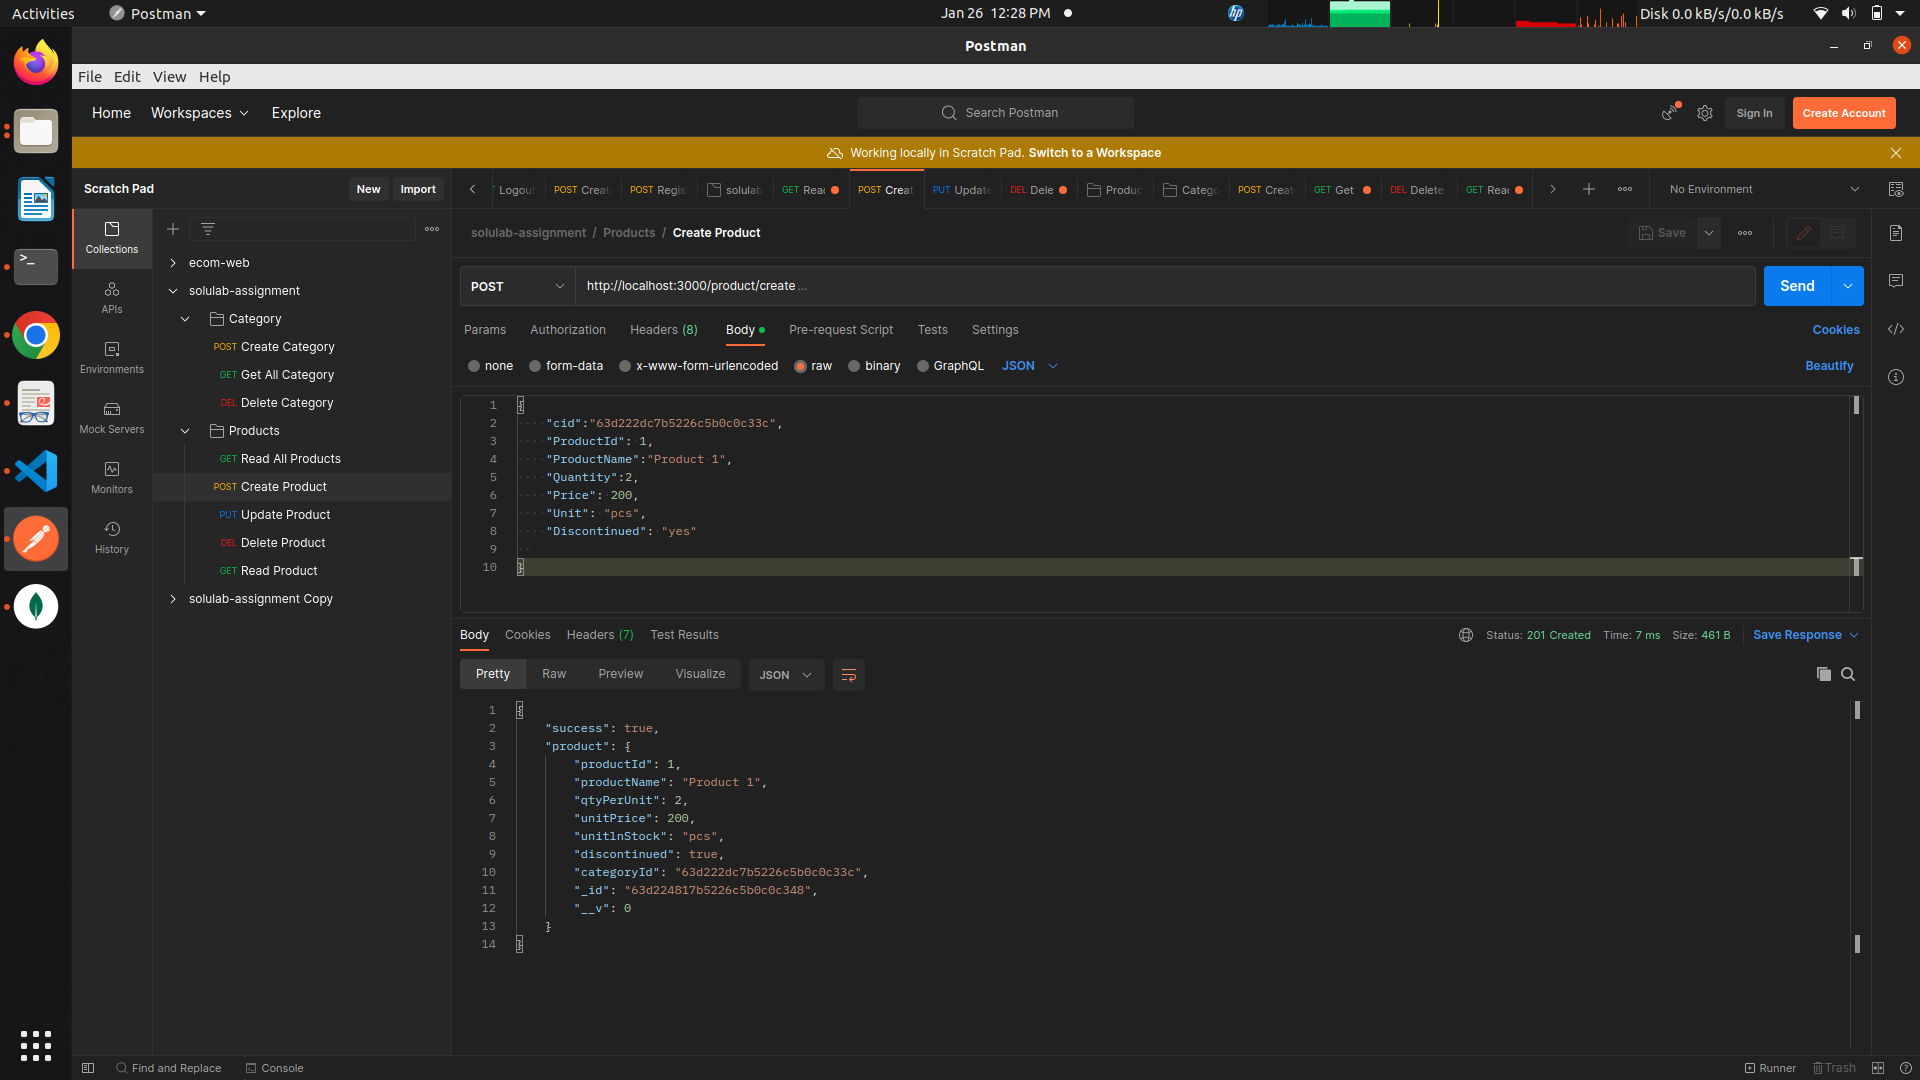 Activities
Postman
Jan 26 12:28 PM
hp
Disk 0.0 kB/s/0.0 kB/s
Postman
File Edit View Help
Home Workspaces Explore
Search Postman
Sign In Create Account
Working locally in Scratch Pad. Switch to a Workspace
Scratch Pad New Import
Logout POST Creat POST Regis solulab GET Rea POST Creat PUT Update DEL Dele Produc Catego POST Creat GET Get DEL Delete GET Rea No Environment
Collections
APIs
Environments
Mock Servers
Monitors
History
ecom-web
solulab-assignment
Category
POST Create Category
GET Get All Category
DEL Delete Category
Products
GET Read All Products
POST Create Product
PUT Update Product
DEL Delete Product
GET Read Product
solulab-assignment Copy
solulab-assignment / Products / Create Product
Save
POST http://localhost:3000/product/create ... Send
Params Authorization Headers (8) Body Pre-request Script Tests Settings Cookies
none form-data x-www-form-urlencoded raw binary GraphQL JSON Beautify
1 {
2 "cid":"63d222dc7b5226c5b0c0c33c",
3 "ProductId": 1,
4 "ProductName":"Product 1",
5 "Quantity":2,
6 "Price": 200,
7 "Unit": "pcs",
8 "Discontinued": "yes"
9
10 }
Body Cookies Headers (7) Test Results Status: 201 Created Time: 7 ms Size: 461 B Save Response
Pretty Raw Preview Visualize JSON
1 {
2 "success": true,
3 "product": {
4 "productId": 1,
5 "productName": "Product 1",
6 "qtyPerUnit": 2,
7 "unitPrice": 200,
8 "unitlnStock": "pcs",
9 "discontinued": true,
10 "categoryId": "63d222dc7b5226c5b0c0c33c",
11 "_id": "63d224817b5226c5b0c0c348",
12 "__v": 0
13 }
14 }
Find and Replace Console Runner Trash